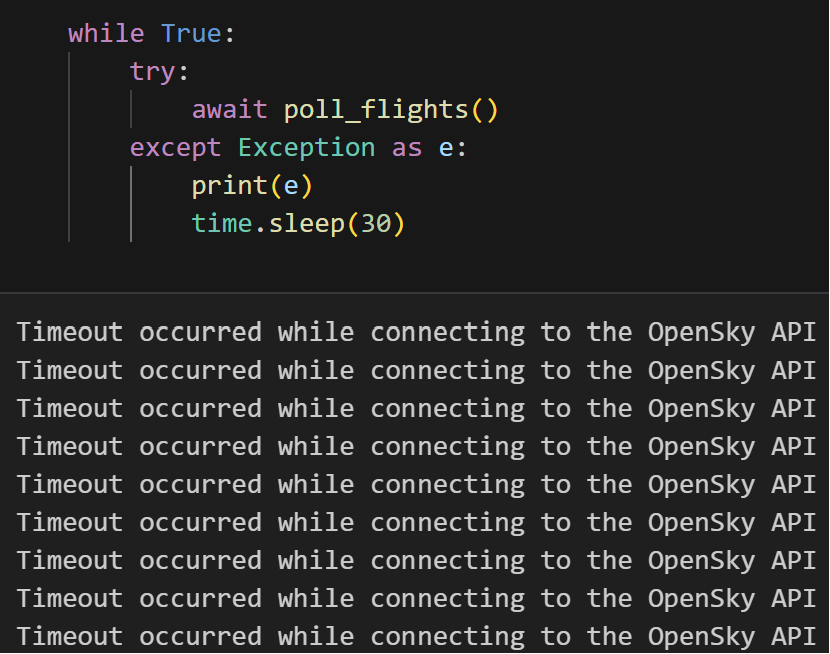 while True:
    try:
        await poll_flights()
    except Exception as e:
        print(e)
        time.sleep(30)
Timeout occurred while connecting to the OpenSky API
Timeout occurred while connecting to the OpenSky API
Timeout occurred while connecting to the OpenSky API
Timeout occurred while connecting to the OpenSky API
Timeout occurred while connecting to the OpenSky API
Timeout occurred while connecting to the OpenSky API
Timeout occurred while connecting to the OpenSky API
Timeout occurred while connecting to the OpenSky API
Timeout occurred while connecting to the OpenSky API